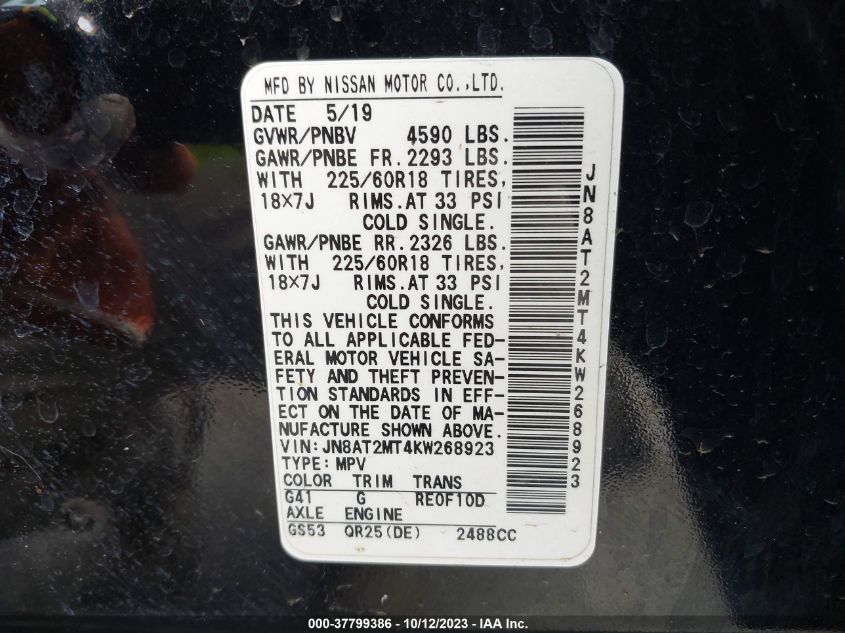 MFD BY NISSAN MOTOR CO.,LTD.
DATE 5/19
GVWR/PNBV 4590 LBS.
GAWR/PNBE FR. 2293 LBS.
WITH 225/60R18 TIRES,
18×7J RIMS.AT 33 PSI
COLD SINGLE.
GAWR/PNBE RR. 2326 LBS.
WITH 225/60R18 TIRES,
18×7J RIMS.AT 33 PSI
COLD SINGLE.
THIS VEHICLE CONFORMS
TO ALL APPLICABLE FED-
ERAL MOTOR VEHICLE SA-
FETY AND THEFT PREVEN-
TION STANDARDS IN EFF-
ECT ON THE DATE OF MA-
NUFACTURE SHOWN ABOVE.
VIN:JN8AT2MT4KW268923
TYPE:MPV
COLOR TRIM TRANS
G41 G RE0F10D
AXLE ENGINE
GS53 QR25(DE) 2488CC
JN8AT2MT4KW268923
000-37799386 - 10/12/2023 - IAA Inc.